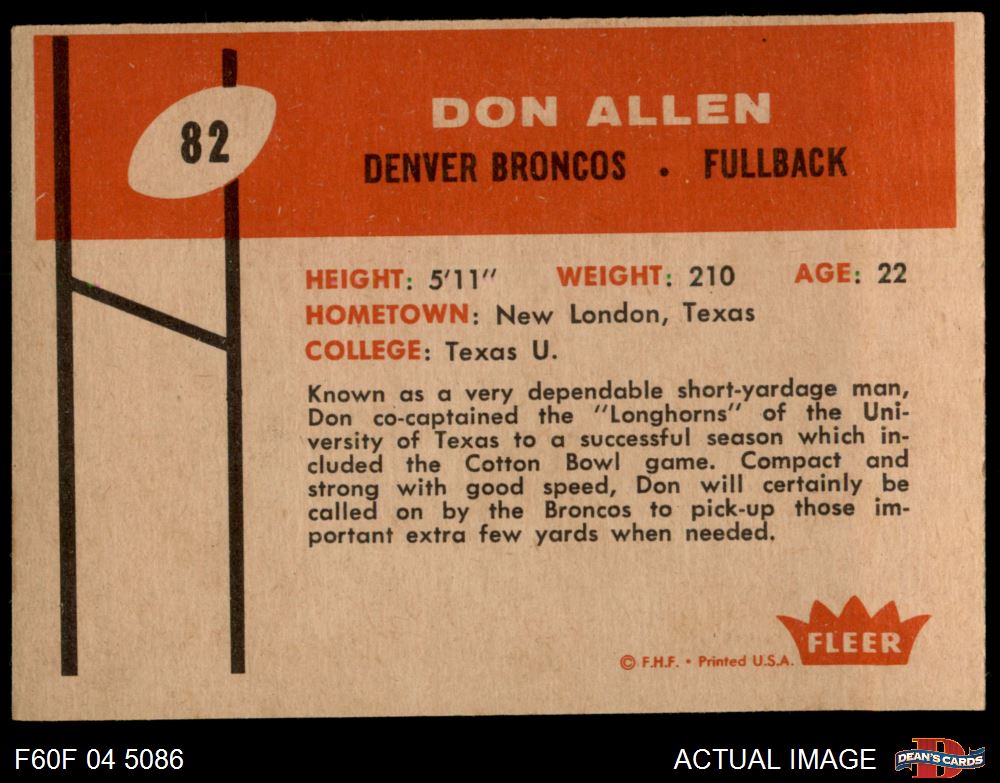 82
DON ALLEN
DENVER BRONCOS . FULLBACK
HEIGHT: 5'11" WEIGHT: 210 AGE: 22
HOMETOWN: New London, Texas
COLLEGE: Texas U.
Known as a very dependable short-yardage man,
Don co-captained the "Longhorns" of the Uni-
versity of Texas to a successful season which in-
cluded the Cotton Bowl game. Compact and
strong with good speed, Don will certainly be
called on by the Broncos to pick-up those im-
portant extra few yards when needed.
FLEER
© F.H.F. • Printed U.S.A.
F60F 04 5086
ACTUAL IMAGE
D
DEAN'S CARDS